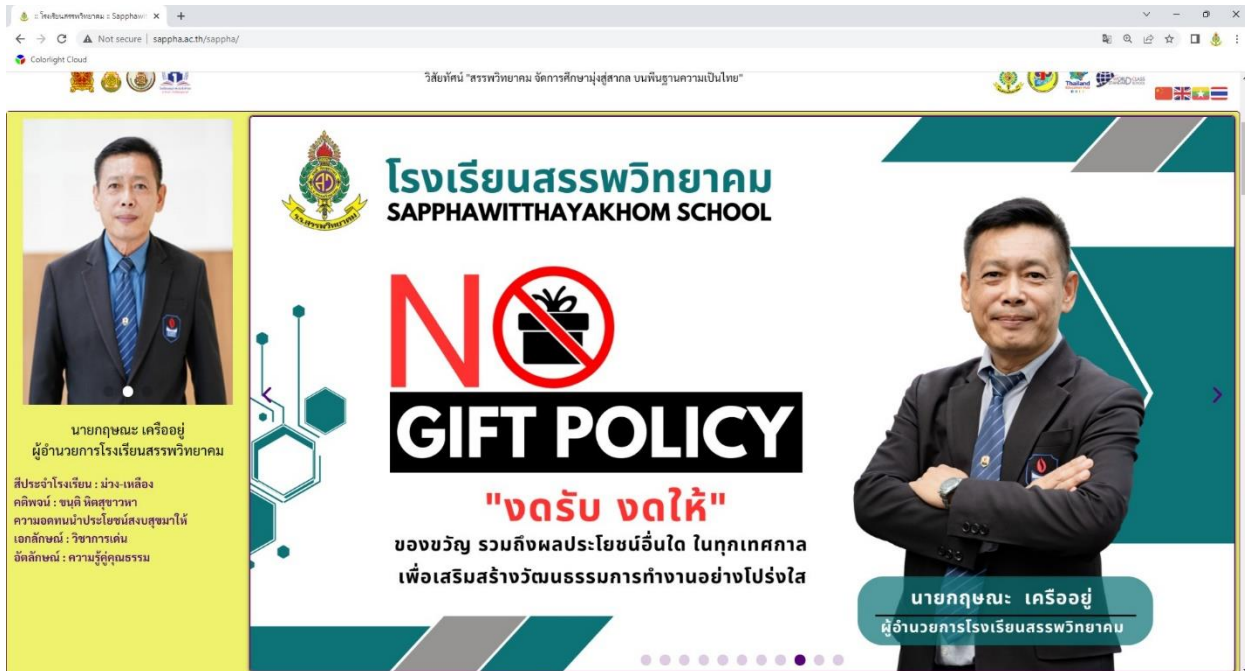 :: โรงเรียนสรรพวิทยาคม :: Sapphawi
Not secure | sappha.ac.th/sappha/
Colorlight Cloud
วิสัยทัศน์ "สรรพวิทยาคม จัดการศึกษามุ่งสู่สากล บนพื้นฐานความเป็นไทย"
Thailand
WORLD CLASS
โรงเรียนสรรพวิทยาคม
SAPPHAWITTHAYAKHOM SCHOOL
ร.ร.สรรพวิทยาคม
NO
GIFT POLICY
"งดรับ งดให้"
ของขวัญ รวมถึงผลประโยชน์อื่นใด ในทุกเทศกาล
เพื่อเสริมสร้างวัฒนธรรมการทำงานอย่างโปร่งใส
นายกฤษณะ เครืออยู่
ผู้อำนวยการโรงเรียนสรรพวิทยาคม
นายกฤษณะ เครืออยู่
ผู้อำนวยการโรงเรียนสรรพวิทยาคม
สีประจำโรงเรียน : ม่วง-เหลือง
คติพจน์ : ขนฺติ หิตสุขาวหา
ความอดทนนำประโยชน์สงบสุขมาให้
เอกลักษณ์ : วิชาการเด่น
อัตลักษณ์ : ความรู้คู่คุณธรรม